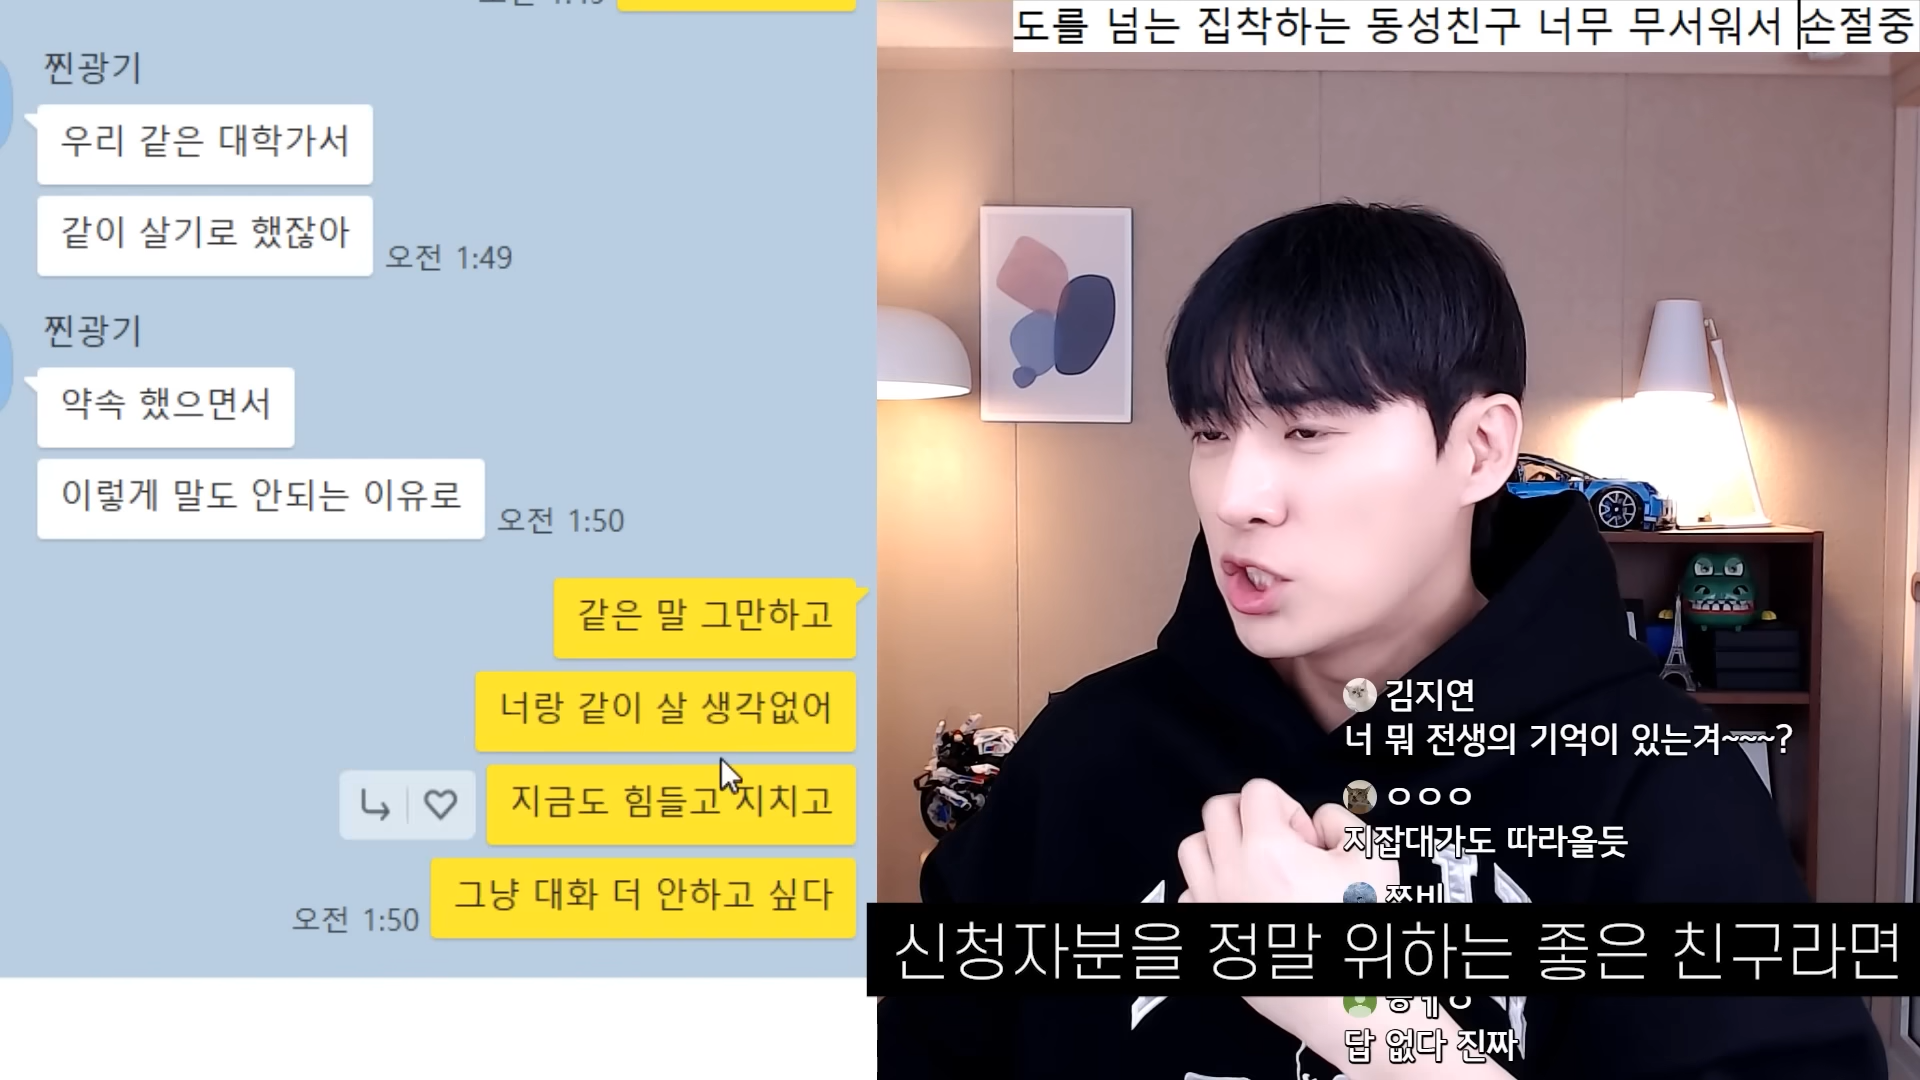 도를 넘는 집착하는 동성친구 너무 무서워서 손절중
찐광기
우리 같은 대학가서
같이 살기로 했잖아
오전 1:49
찐광기
약속 했으면서
이렇게 말도 안되는 이유로
오전 1:50
같은 말 그만하고
너랑 같이 살 생각없어
지금도 힘들고 지치고
그냥 대화 더 안하고 싶다
오전 1:50
김지연
너 뭐 전생의 기억이 있는겨~~~?
ㅇㅇㅇ
지잡대가도 따라올듯
신청자분을 정말 위하는 좋은 친구라면
답 없다 진짜